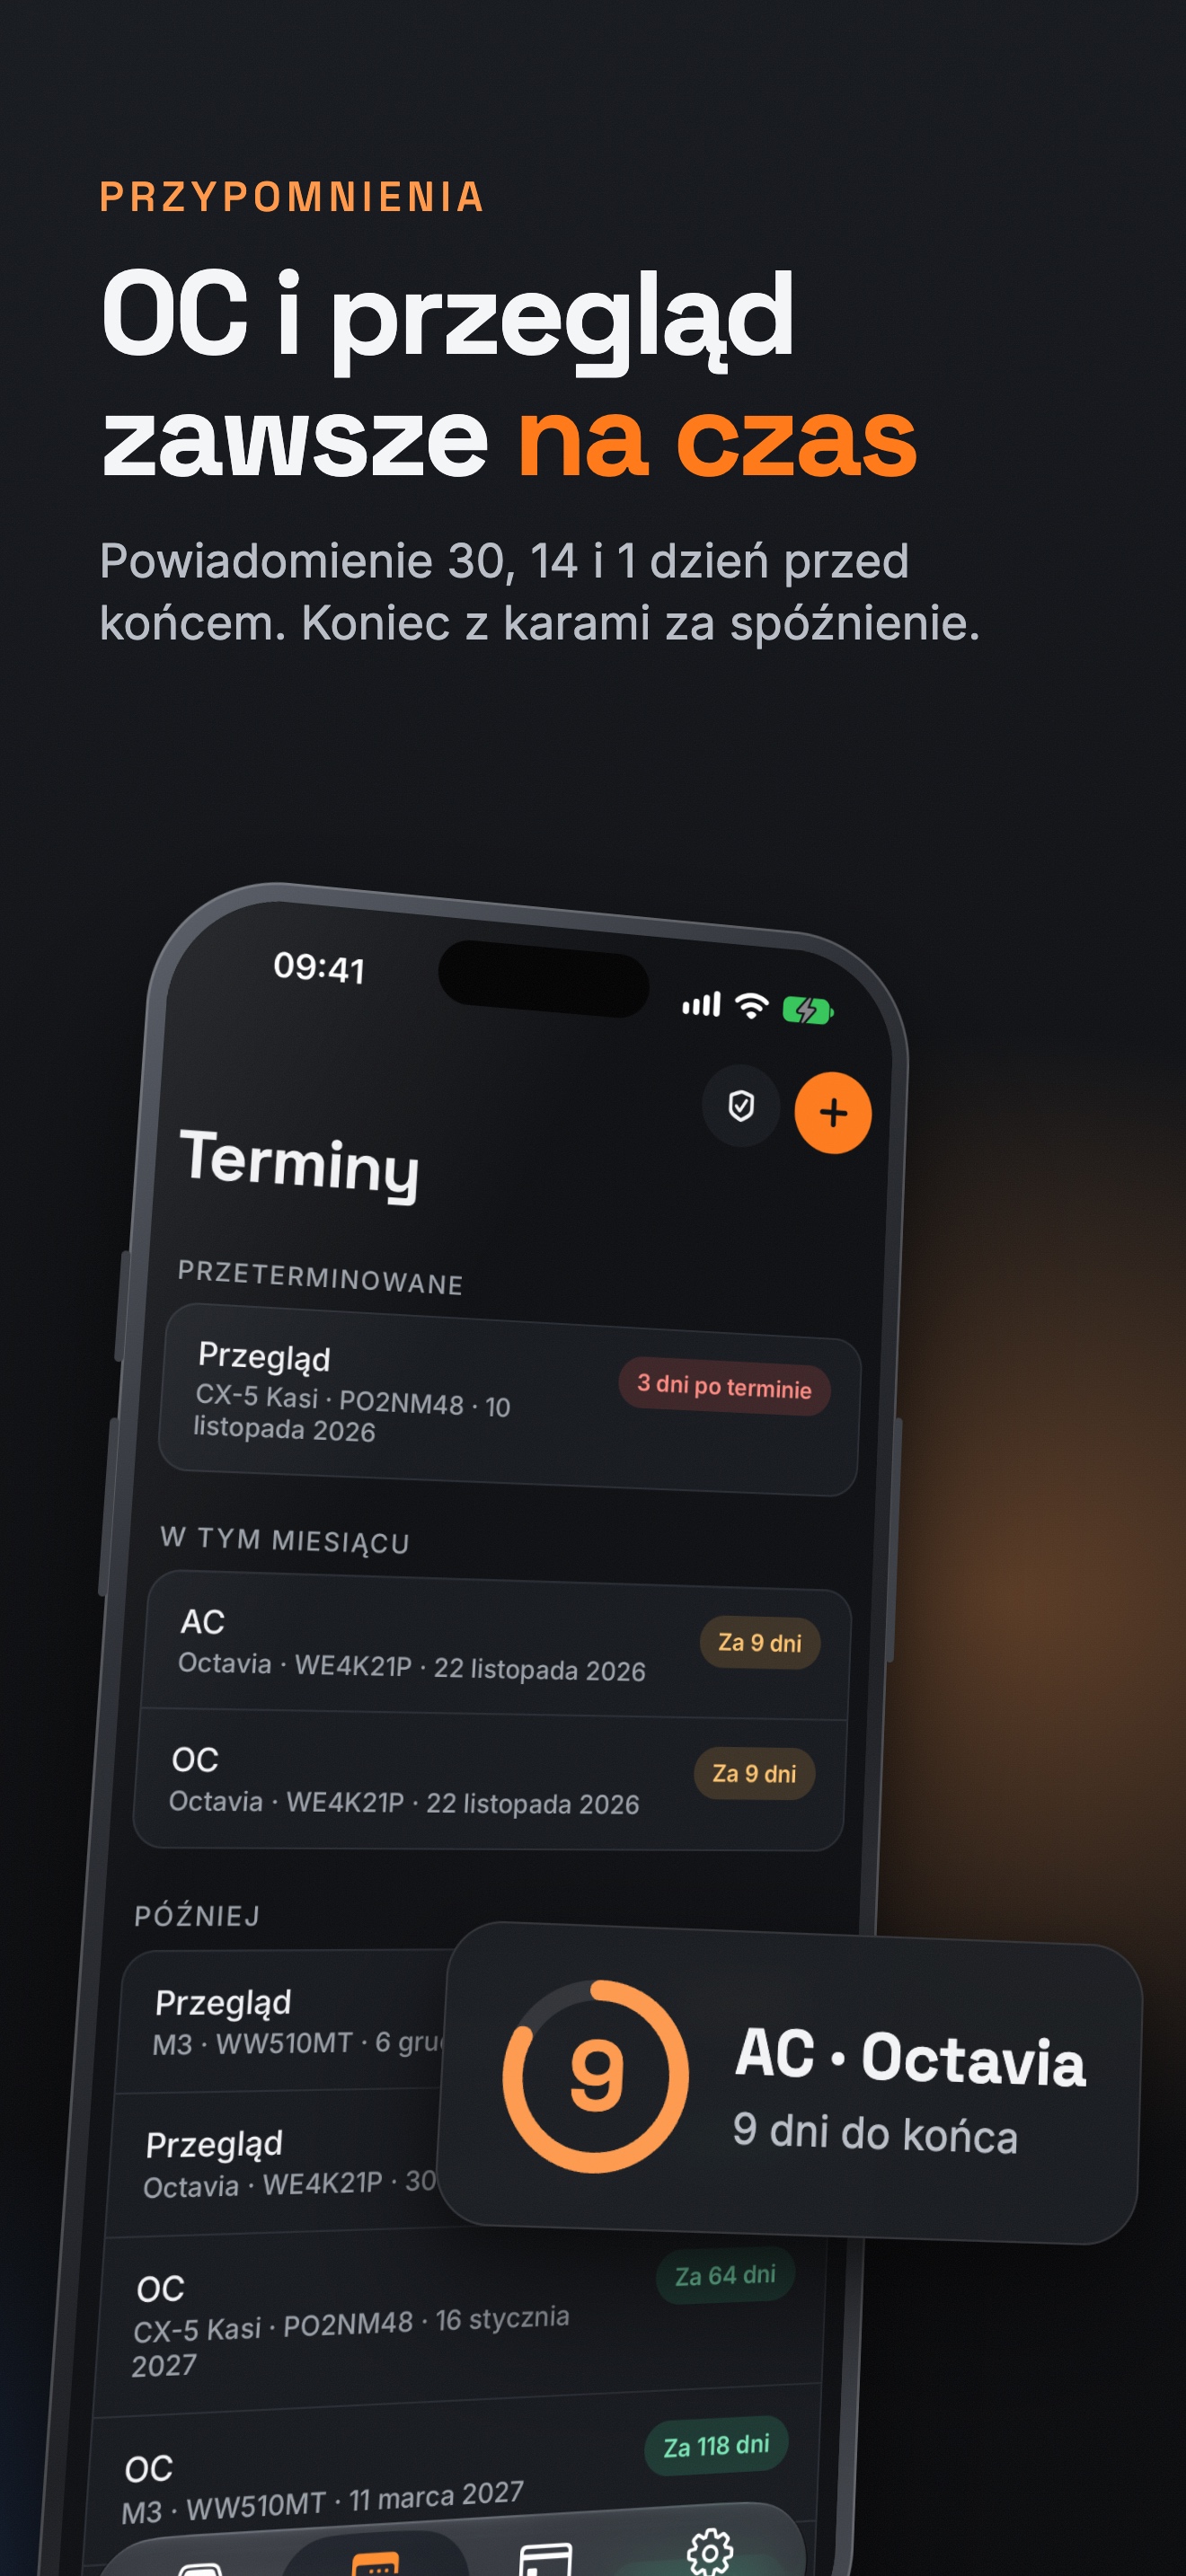 PRZYPOMNIENIA
OC i przegląd
zawsze na czas
Powiadomienie 30, 14 i 1 dzień przed
końcem. Koniec z karami za spóźnienie.
09:41
Terminy
PRZETERMINOWANE
Przegląd
3 dni po terminie
CX-5 Kasi · PO2NM48 · 10
listopada 2026
W TYM MIESIĄCU
AC
Za 9 dni
Octavia · WE4K21P · 22 listopada 2026
OC
Za 9 dni
Octavia · WE4K21P · 22 listopada 2026
PÓŹNIEJ
Przegląd
M3 · WW510MT · 6
Przegląd
Octavia · WE4K21P · 30
9
AC · Octavia
9 dni do końca
OC
Za 64 dni
CX-5 Kasi · PO2NM48 · 16 stycznia
2027
OC
Za 118 dni
M3 · WW510MT · 11 marca 2027